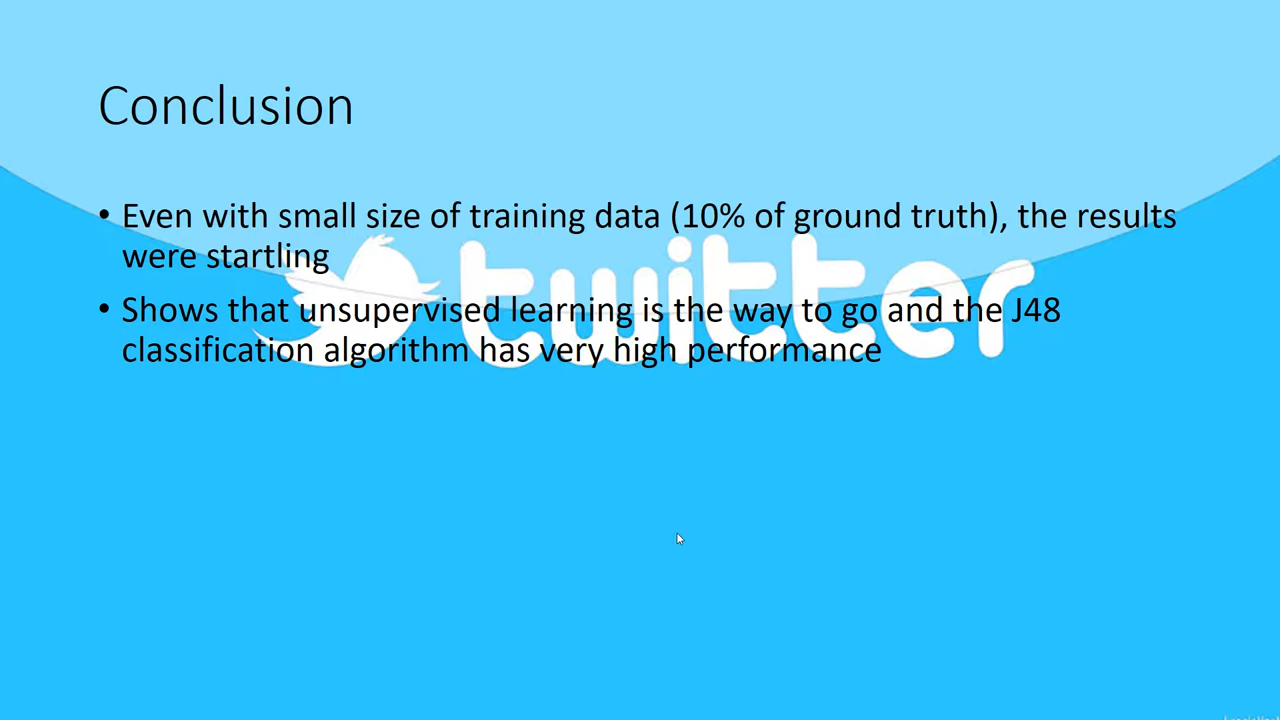 Conclusion
• Even with small size of training data (10% of ground truth), the results
were startling
twitter
• Shows that unsupervised learning is the way to go and the J48
classification algorithm has very high performance